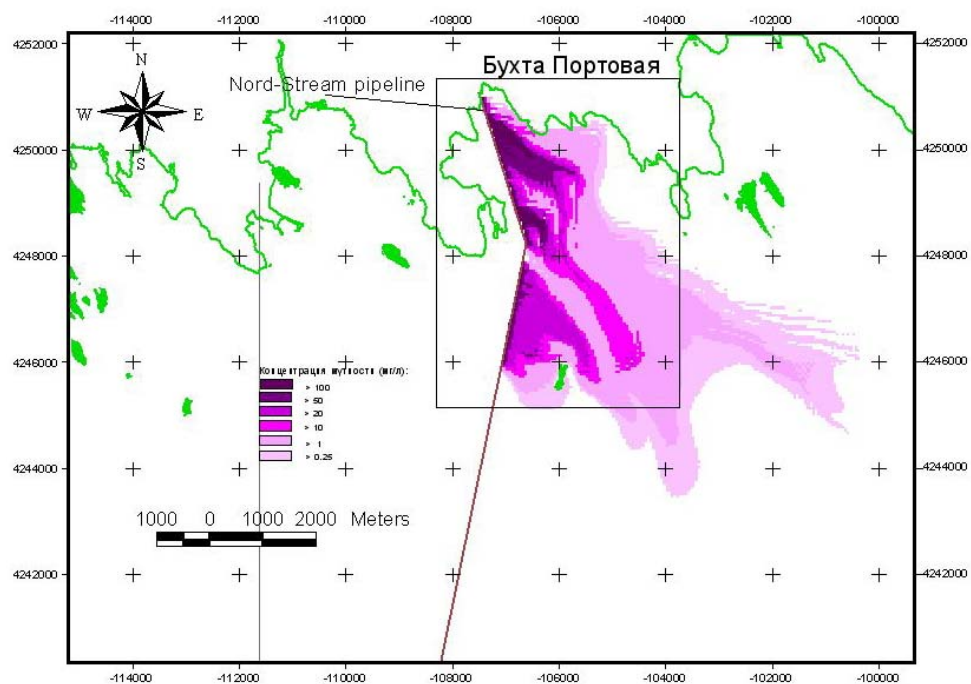 -114000 -112000 -110000 -108000 -106000 -104000 -102000 -100000
4252000 4252000
Бухта Портовая
Nord-Stream pipeline
N
W E
S
4250000 4250000
4248000 4248000
4246000 4246000
Концентрация мутности (мг/л):
> 100
> 50
> 20
> 10
> 1
> 0.25
4244000 4244000
1000 0 1000 2000 Meters
4242000 4242000
-114000 -112000 -110000 -108000 -106000 -104000 -102000 -100000